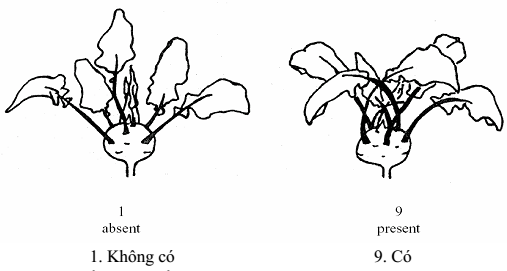 1 9
absent present
1. Không có 9. Có